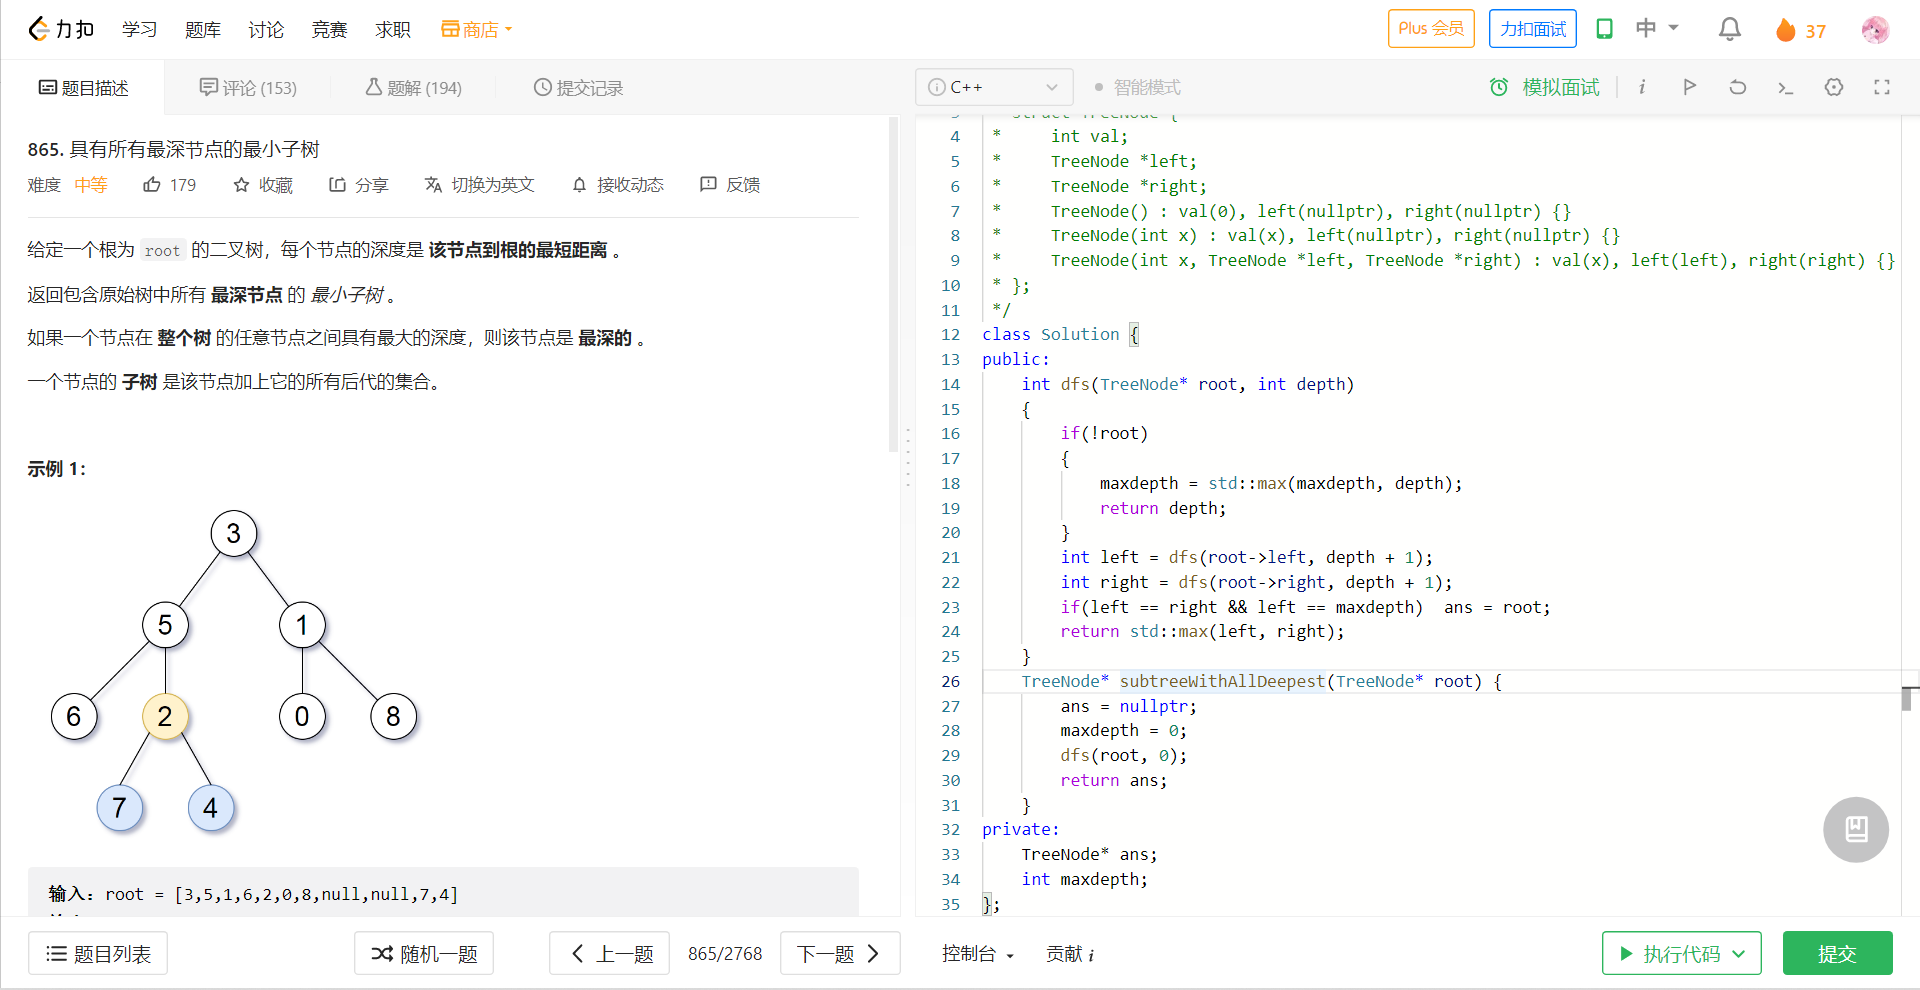 力扣 学习 题库 讨论 竞赛 求职 商店 Plus 会员 力扣面试 中 37
题目描述 评论 (153) 题解 (194) 提交记录
C++ 智能模式 模拟面试
865. 具有所有最深节点的最小子树
难度 中等 179 收藏 分享 切换为英文 接收动态 反馈
给定一个根为 root 的二叉树，每个节点的深度是 该节点到根的最短距离 。
返回包含原始树中所有 最深节点 的 最小子树 。
如果一个节点在 整个树 的任意节点之间具有最大的深度，则该节点是 最深的 。
一个节点的 子树 是该节点加上它的所有后代的集合。
示例 1：
3
5 1
6 2 0 8
7 4
输入：root = [3,5,1,6,2,0,8,null,null,7,4]
题目列表 随机一题 上一题 865/2768 下一题
struct TreeNode {
4 *     int val;
5 *     TreeNode *left;
6 *     TreeNode *right;
7 *     TreeNode() : val(0), left(nullptr), right(nullptr) {}
8 *     TreeNode(int x) : val(x), left(nullptr), right(nullptr) {}
9 *     TreeNode(int x, TreeNode *left, TreeNode *right) : val(x), left(left), right(right) {}
10 * };
11 */
12 class Solution {
13 public:
14     int dfs(TreeNode* root, int depth)
15     {
16         if(!root)
17         {
18             maxdepth = std::max(maxdepth, depth);
19             return depth;
20         }
21         int left = dfs(root->left, depth + 1);
22         int right = dfs(root->right, depth + 1);
23         if(left == right && left == maxdepth)  ans = root;
24         return std::max(left, right);
25     }
26     TreeNode* subtreeWithAllDeepest(TreeNode* root) {
27         ans = nullptr;
28         maxdepth = 0;
29         dfs(root, 0);
30         return ans;
31     }
32 private:
33     TreeNode* ans;
34     int maxdepth;
35 };
控制台 贡献 i 执行代码 提交